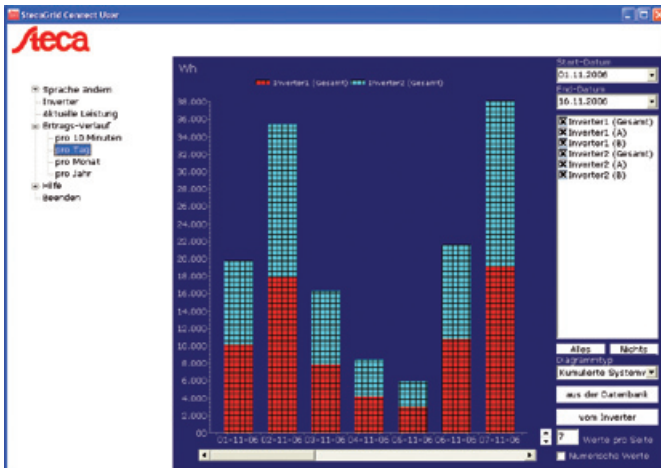 StecaGrid Connect User
Steca
Sprache ändern
Inverter
Aktuelle Leistung
Ertrags-Verlauf
pro 10 Minuten
pro Tag
pro Monat
pro Jahr
Hilfe
Beenden
Wh
Inverter1 (Gesamt) Inverter2 (Gesamt)
38.000
36.000
34.000
32.000
30.000
28.000
26.000
24.000
22.000
20.000
18.000
16.000
14.000
12.000
10.000
8.000
6.000
4.000
2.000
00
01-11-06 02-11-06 03-11-06 04-11-06 05-11-06 06-11-06 07-11-06
Start-Datum
01.11.2006
End-Datum
16.11.2006
Inverter1 (Gesamt)
Inverter1 (A)
Inverter1 (B)
Inverter2 (Gesamt)
Inverter2 (A)
Inverter2 (B)
Alles Nichts
Diagrammtyp
Kumulierte Systemv
aus der Datenbank
vom Inverter
7 Werte pro Seite
Numerische Werte